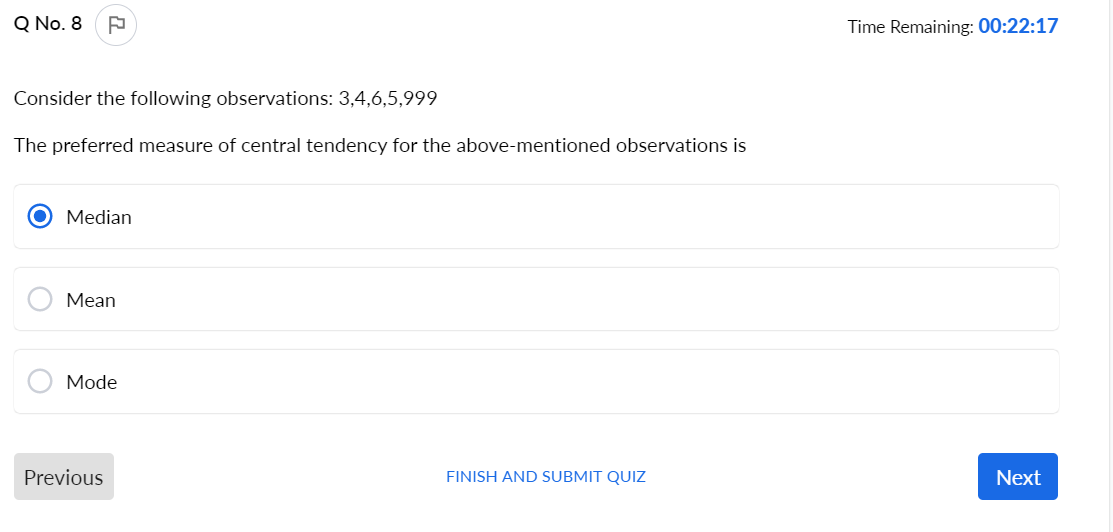 Q No. 8
Time Remaining: 00:22:17
Consider the following observations: 3,4,6,5,999
The preferred measure of central tendency for the above-mentioned observations is
Median
Mean
Mode
Previous
FINISH AND SUBMIT QUIZ
Next